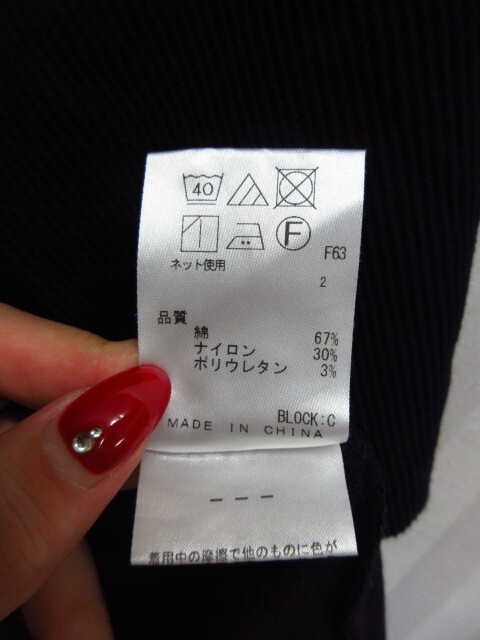 40
F
F63
ネット使用
2
品質
綿 67%
ナイロン 30%
ポリウレタン 3%
BLOCK:C
MADE IN CHINA
---
着用中の摩擦で他のものに色が